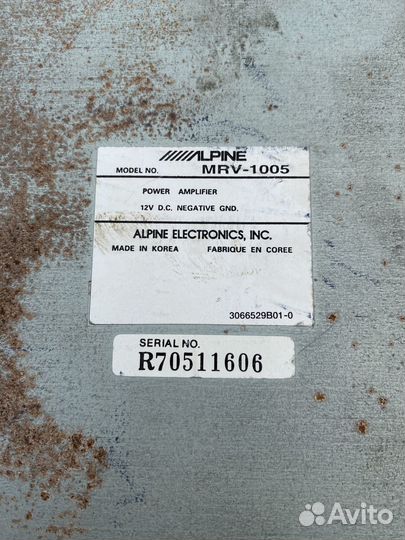 ALPINE
MODEL NO. MRV-1005
POWER AMPLIFIER
12V D.C. NEGATIVE GND.
ALPINE ELECTRONICS, INC.
MADE IN KOREA FABRIQUE EN COREE
3066529B01-0
SERIAL NO.
R70511606
Avito